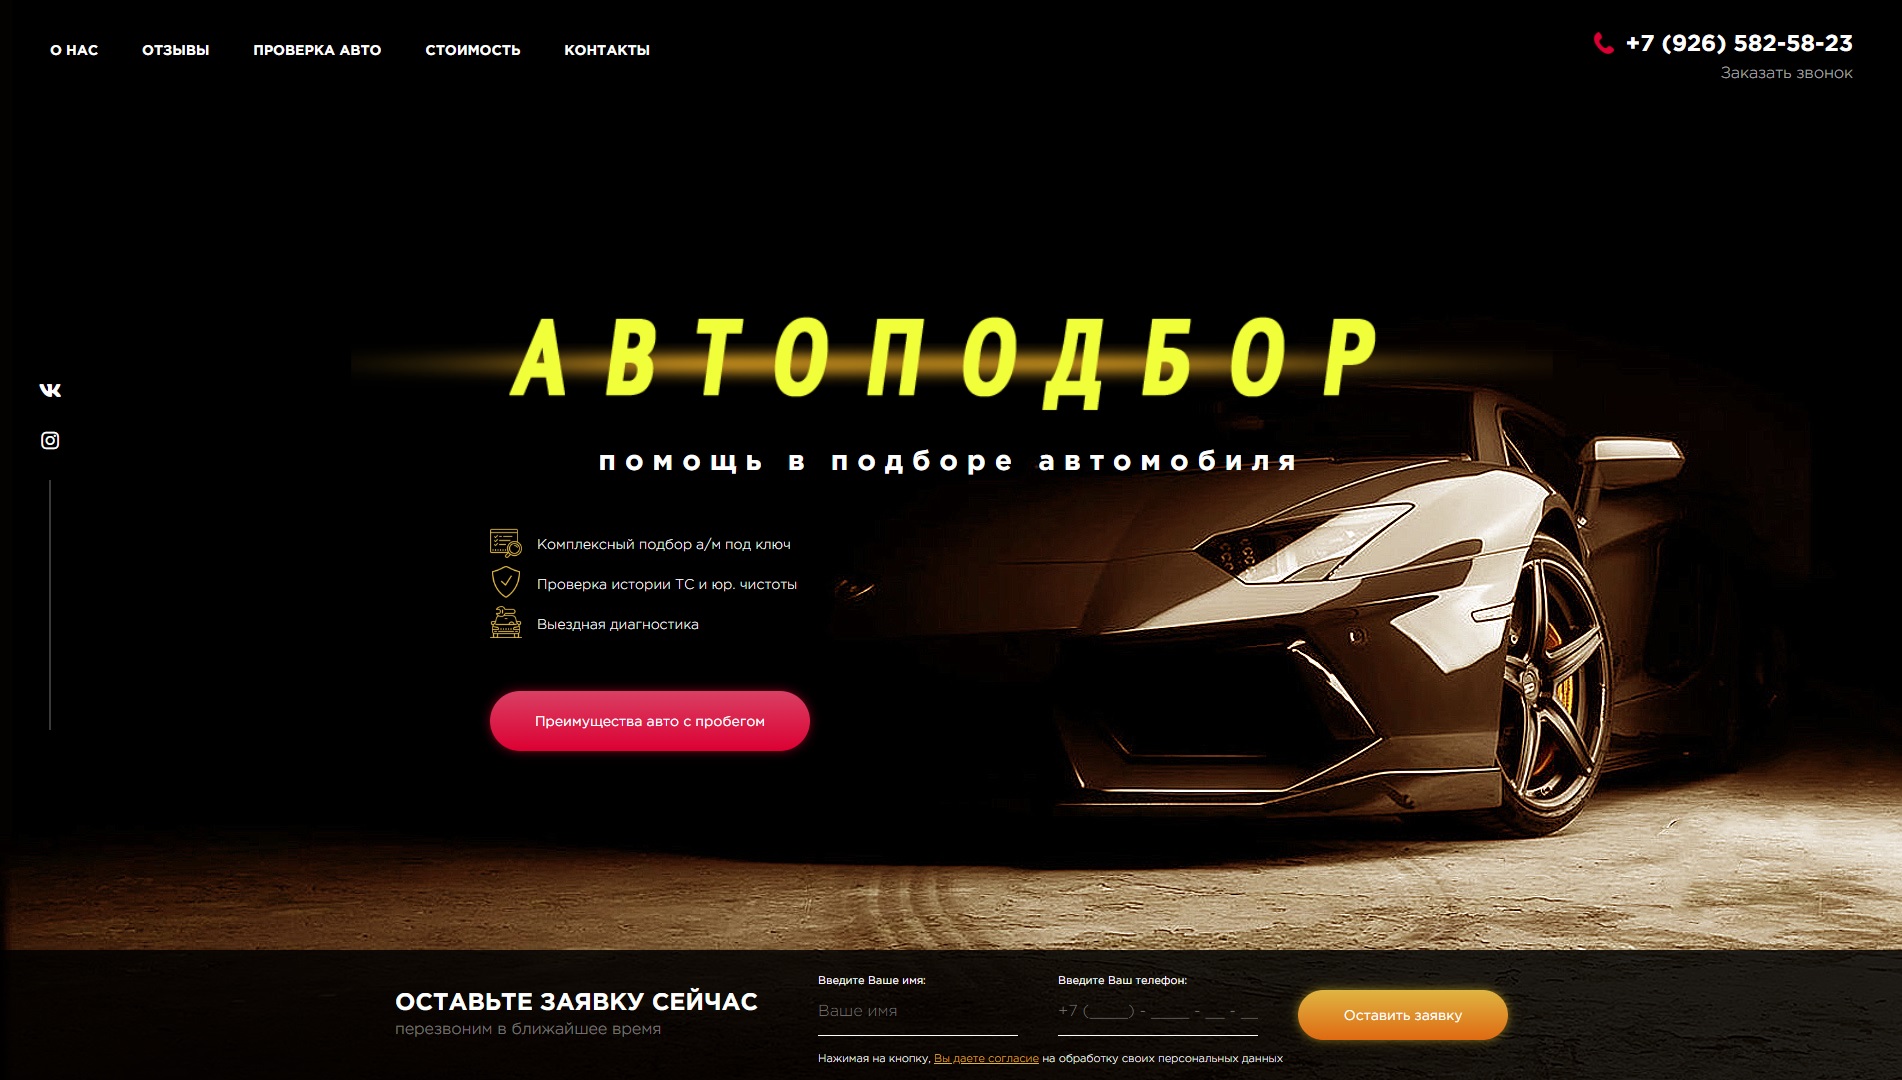 О НАС ОТЗЫВЫ ПРОВЕРКА АВТО СТОИМОСТЬ КОНТАКТЫ
+7 (926) 582-58-23
Заказать звонок
АВТОПОДБОР
помощь в подборе автомобиля
Комплексный подбор а/м под ключ
Проверка истории ТС и юр. чистоты
Выездная диагностика
Преимущества авто с пробегом
ОСТАВЬТЕ ЗАЯВКУ СЕЙЧАС
перезвоним в ближайшее время
Введите Ваше имя:
Ваше имя
Введите Ваш телефон:
+7 (____) - ____ - __ - __
Оставить заявку
Нажимая на кнопку, Вы даете согласие на обработку своих персональных данных